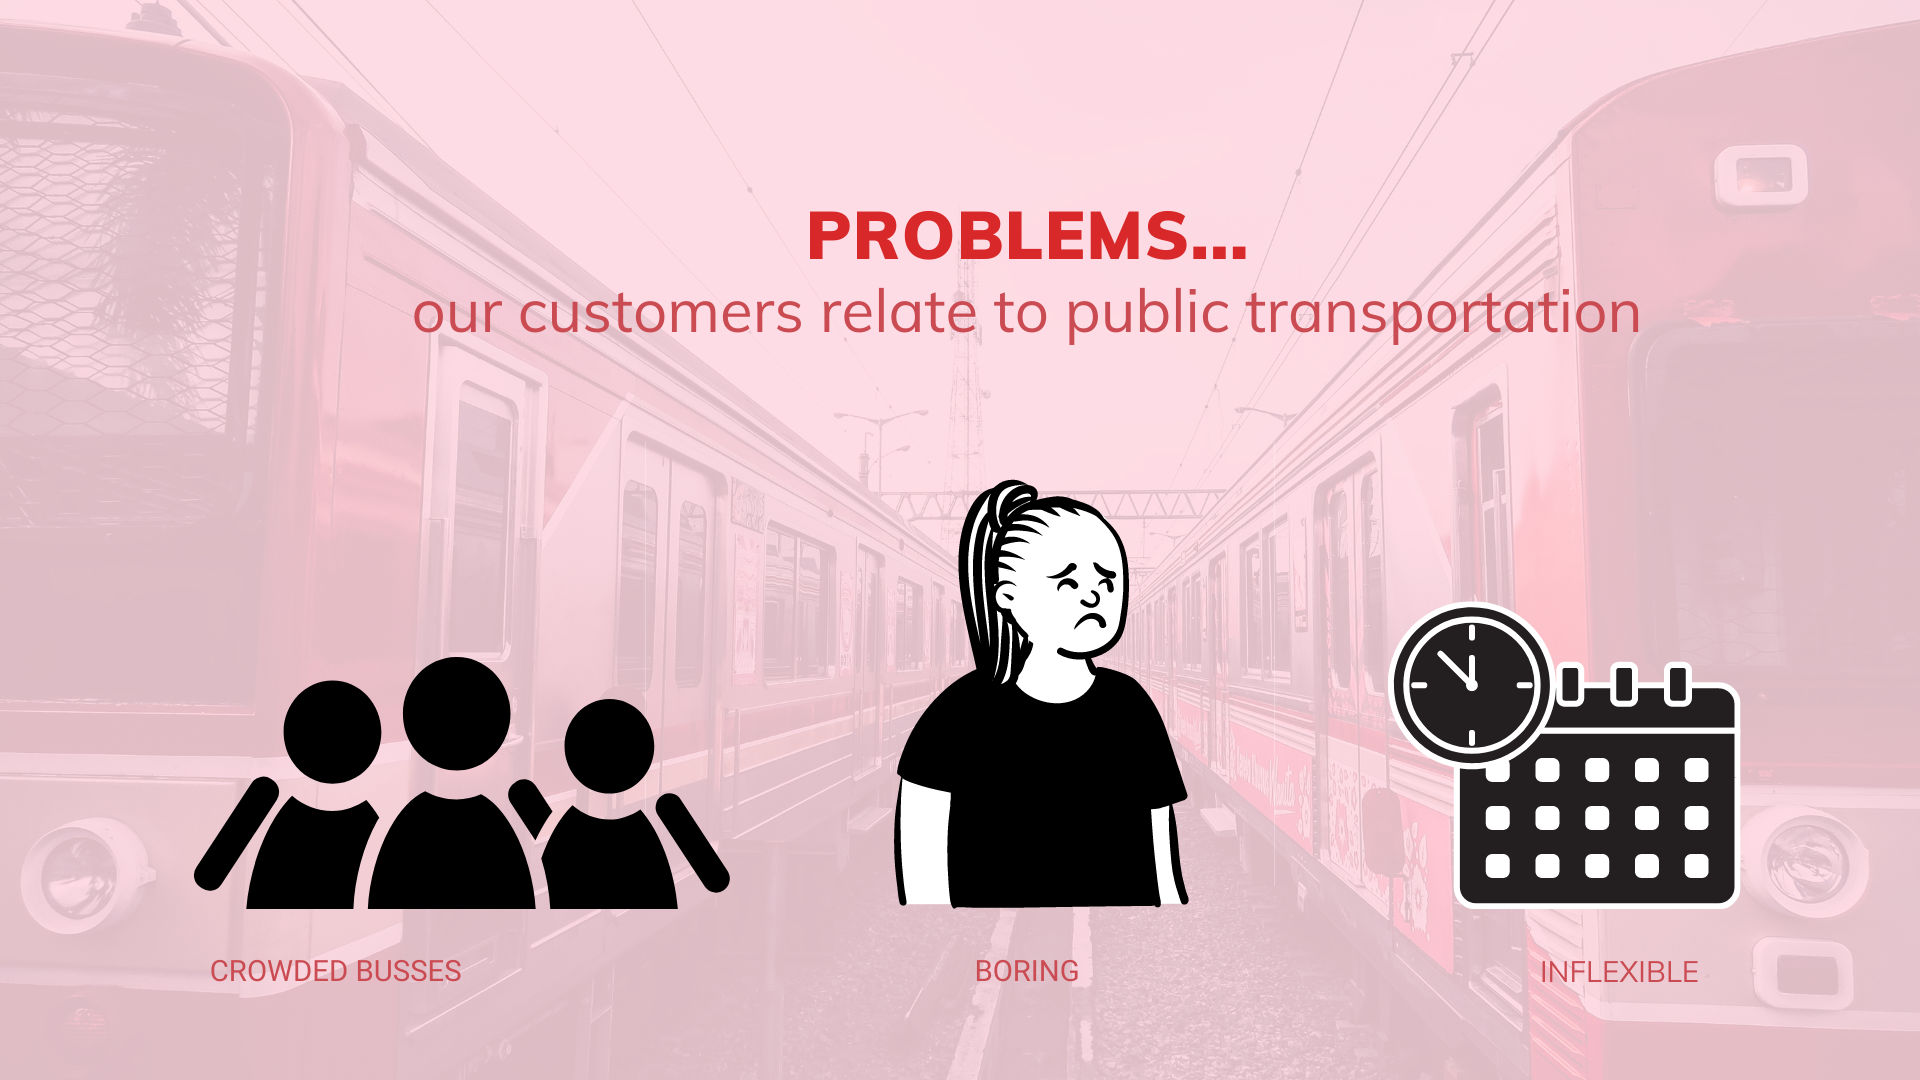 PROBLEMS...
our customers relate to public transportation
CROWDED BUSSES
BORING
INFLEXIBLE